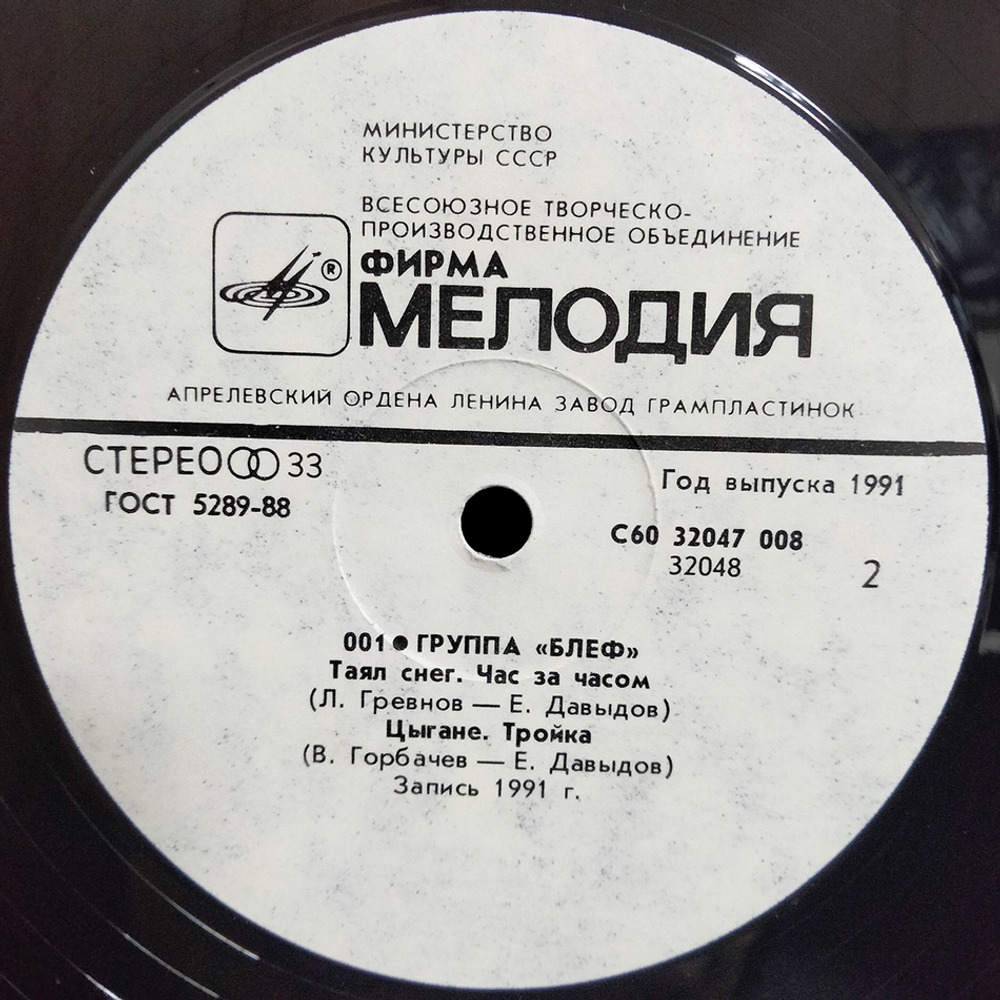 МИНИСТЕРСТВО
КУЛЬТУРЫ СССР
ВСЕСОЮЗНОЕ ТВОРЧЕСКО-
ПРОИЗВОДСТВЕННОЕ ОБЪЕДИНЕНИЕ
®
ФИРМА
МЕЛОДИЯ
АПРЕЛЕВСКИЙ ОРДЕНА ЛЕНИНА ЗАВОД ГРАМПЛАСТИНОК
СТЕРЕО 33
ГОСТ 5289-88
Год выпуска 1991
С60 32047 008
32048
2
001 ● ГРУППА «БЛЕФ»
Таял снег. Час за часом
(Л. Гревнов — Е. Давыдов)
Цыгане. Тройка
(В. Горбачев — Е. Давыдов)
Запись 1991 г.